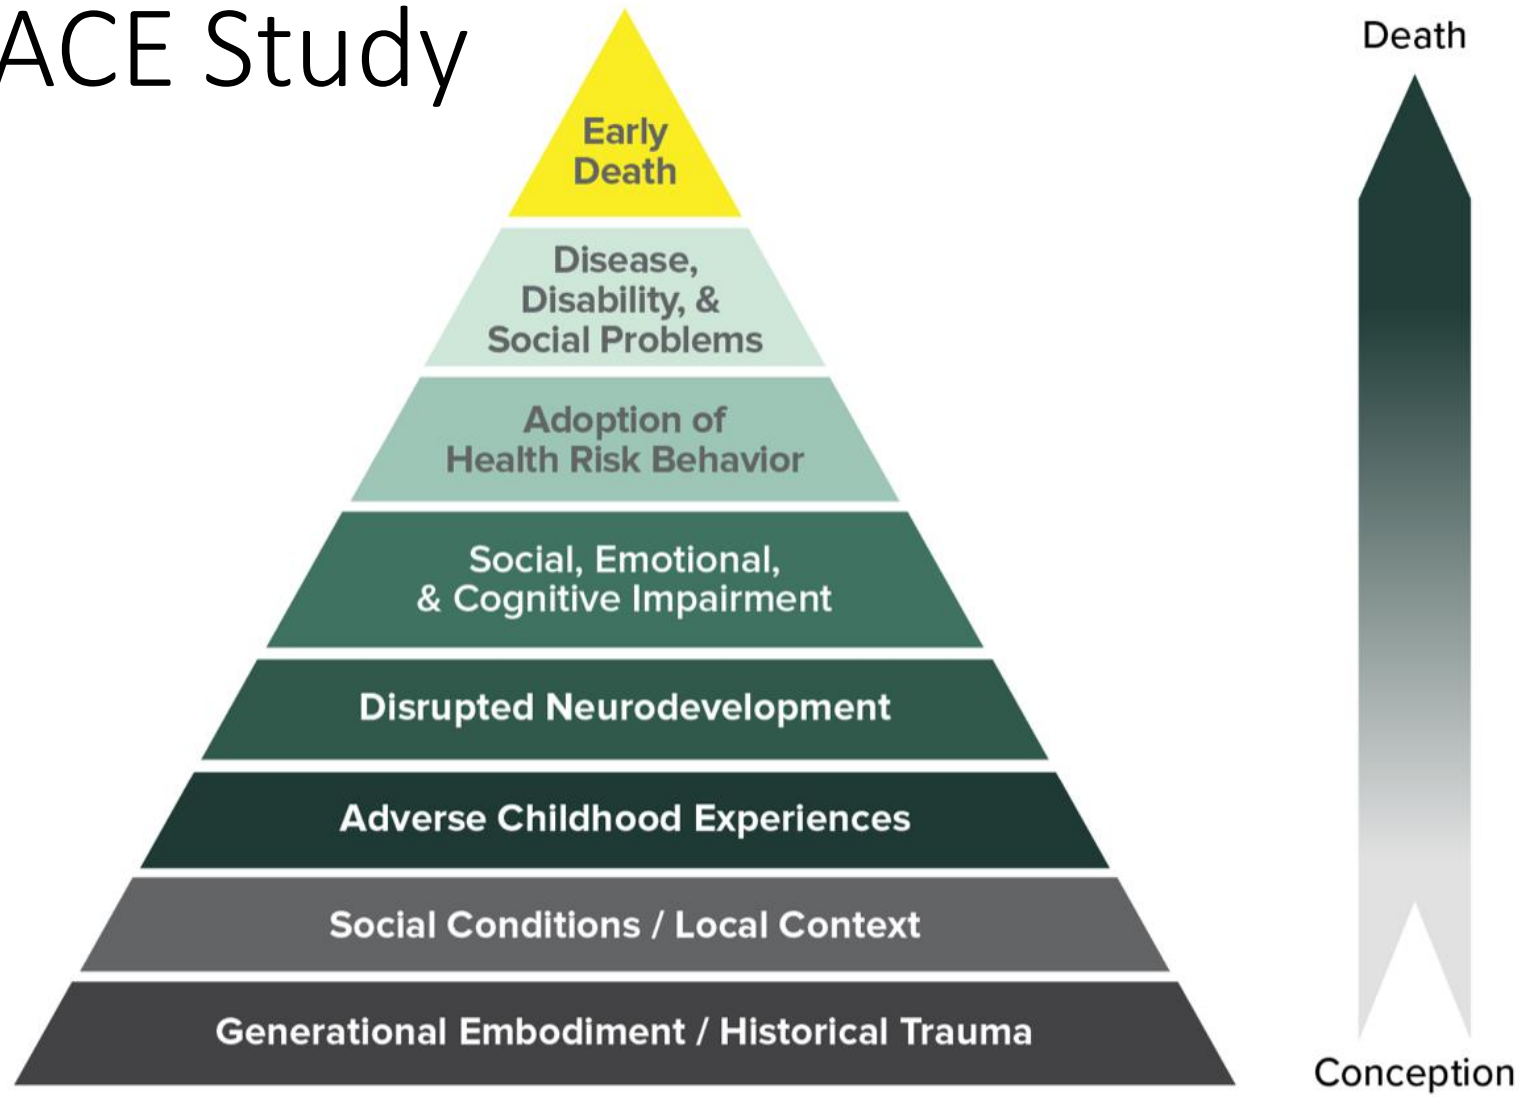 ACE Study
Death
Early
Death
Disease,
Disability, &
Social Problems
Adoption of
Health Risk Behavior
Social, Emotional,
& Cognitive Impairment
Disrupted Neurodevelopment
Adverse Childhood Experiences
Social Conditions / Local Context
Generational Embodiment / Historical Trauma
Conception